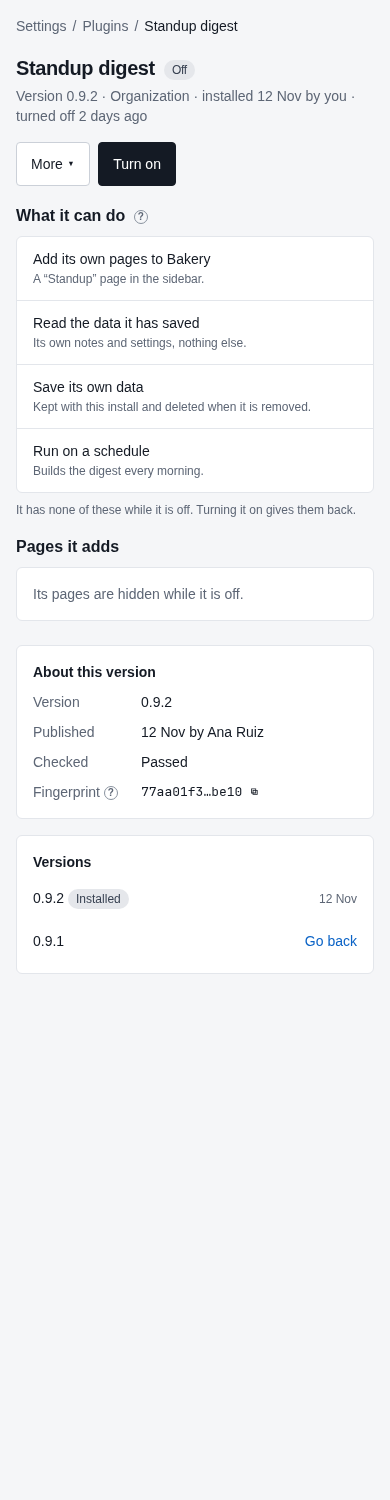 Settings / Plugins / Standup digest
Standup digest Off
Version 0.9.2 · Organization · installed 12 Nov by you ·
turned off 2 days ago
More ▾ Turn on
What it can do ?
Add its own pages to Bakery
A “Standup” page in the sidebar.
Read the data it has saved
Its own notes and settings, nothing else.
Save its own data
Kept with this install and deleted when it is removed.
Run on a schedule
Builds the digest every morning.
It has none of these while it is off. Turning it on gives them back.
Pages it adds
Its pages are hidden while it is off.
About this version
Version 0.9.2
Published 12 Nov by Ana Ruiz
Checked Passed
Fingerprint ? 77aa01f3…be10
Versions
0.9.2 Installed 12 Nov
0.9.1 Go back